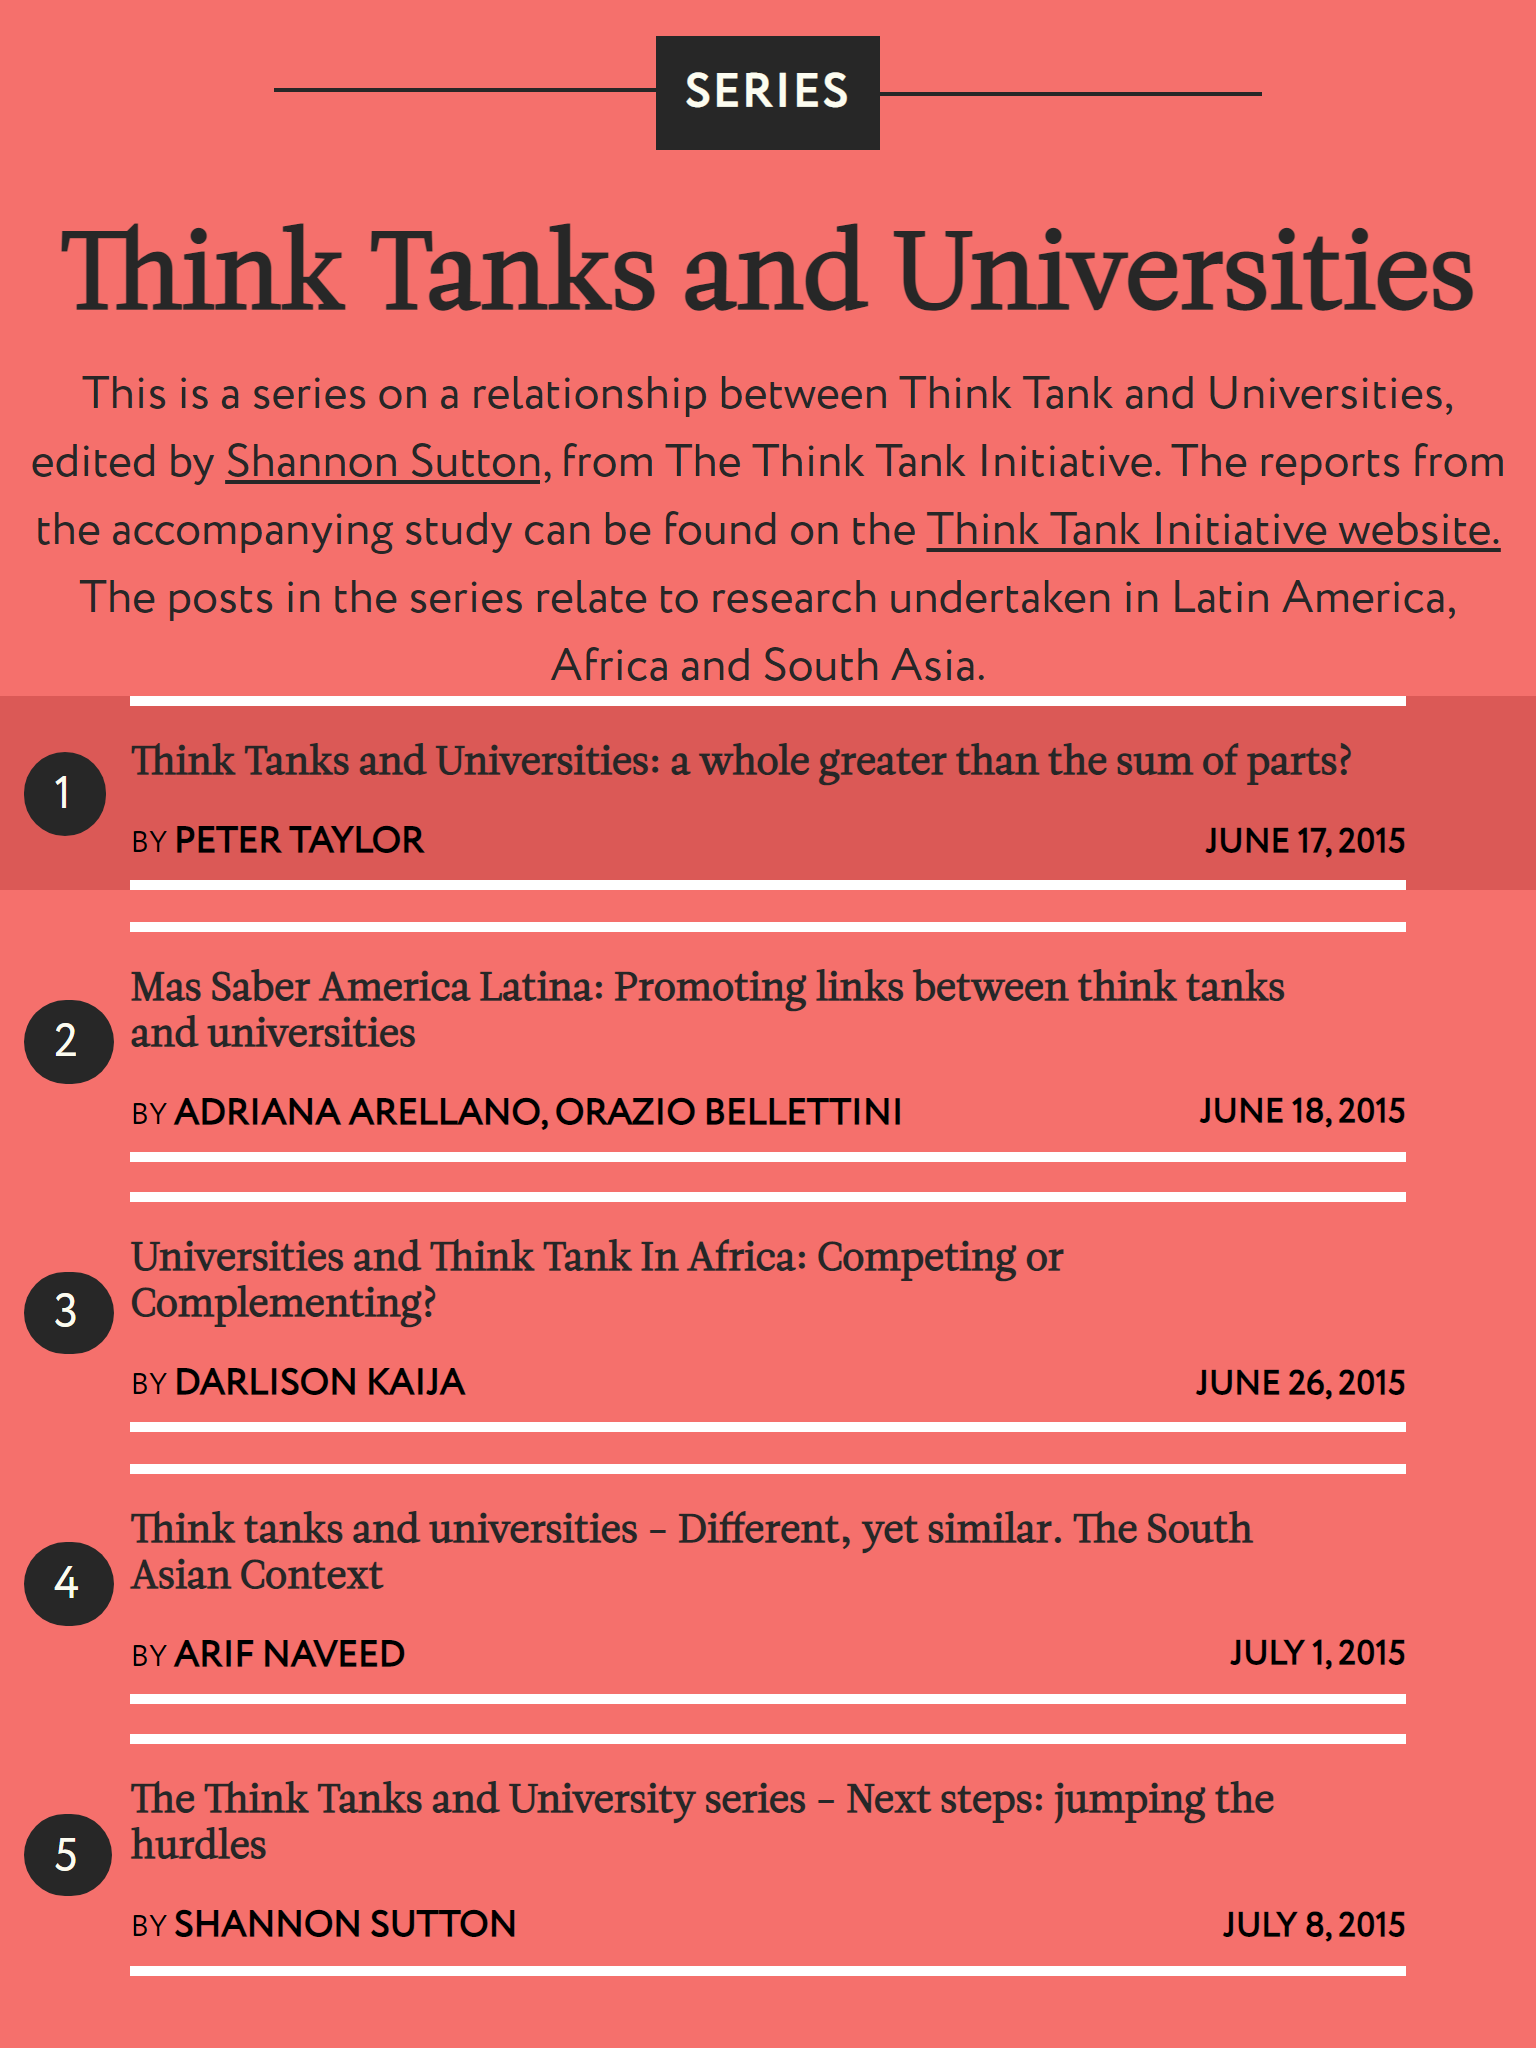 SERIES
Think Tanks and Universities
This is a series on a relationship between Think Tank and Universities,
edited by Shannon Sutton, from The Think Tank Initiative. The reports from
the accompanying study can be found on the Think Tank Initiative website.
The posts in the series relate to research undertaken in Latin America,
Africa and South Asia.
1
Think Tanks and Universities: a whole greater than the sum of parts?
BY PETER TAYLOR JUNE 17, 2015
2
Mas Saber America Latina: Promoting links between think tanks
and universities
BY ADRIANA ARELLANO, ORAZIO BELLETTINI JUNE 18, 2015
3
Universities and Think Tank In Africa: Competing or
Complementing?
BY DARLISON KAIJA JUNE 26, 2015
4
Think tanks and universities – Different, yet similar. The South
Asian Context
BY ARIF NAVEED JULY 1, 2015
5
The Think Tanks and University series – Next steps: jumping the
hurdles
BY SHANNON SUTTON JULY 8, 2015